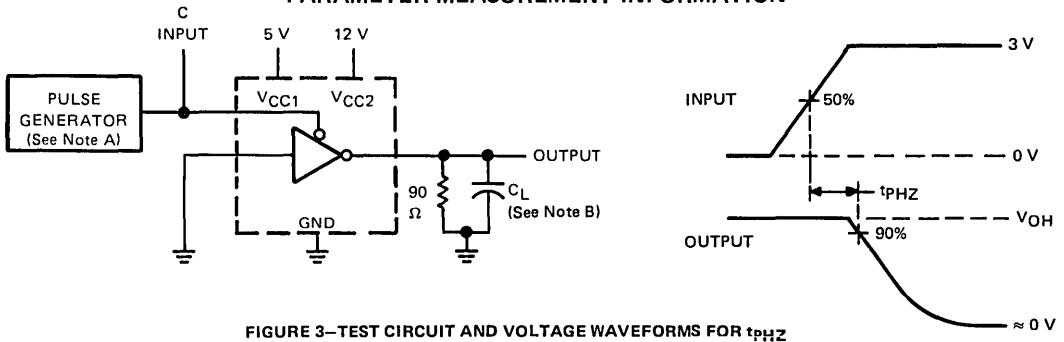 PARAMETER MEASUREMENT INFORMATION
C
INPUT
5 V
12 V
PULSE
GENERATOR
(See Note A)
VCC1
VCC2
GND
OUTPUT
90
Ω
CL
(See Note B)
INPUT
50%
3 V
0 V
tPHZ
VOH
OUTPUT
90%
≈ 0 V
FIGURE 3–TEST CIRCUIT AND VOLTAGE WAVEFORMS FOR tPHZ